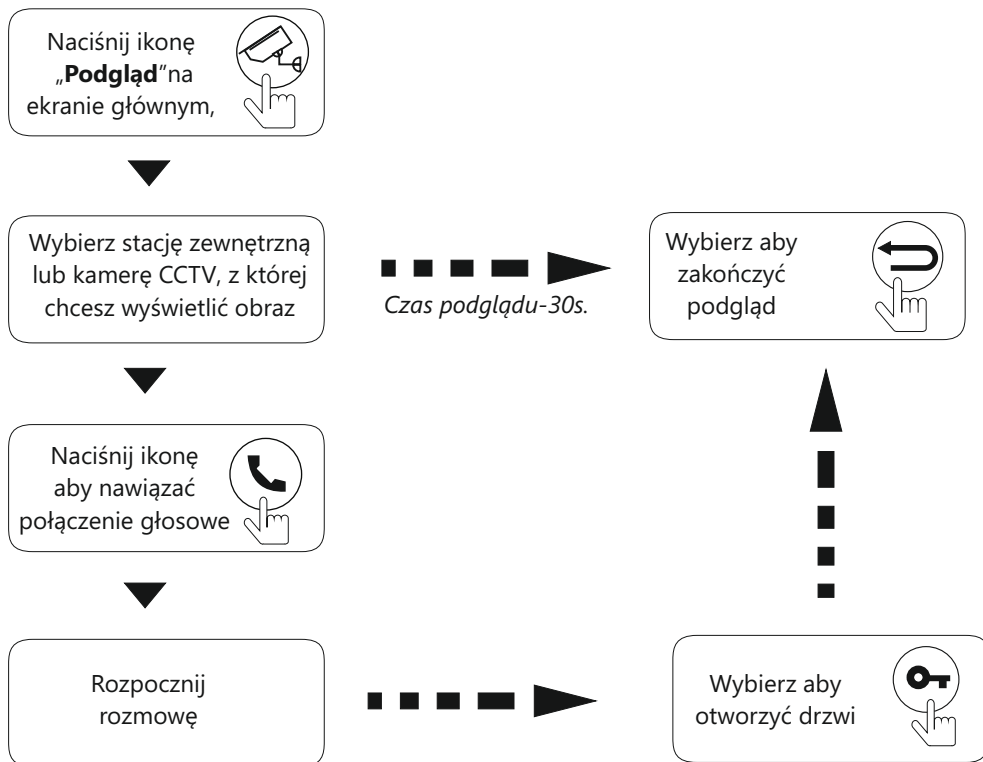 Naciśnij ikonę
„Podgląd”na
ekranie głównym,
Wybierz stację zewnętrzną
lub kamerę CCTV, z której
chcesz wyświetlić obraz
Czas podglądu-30s.
Wybierz aby
zakończyć
podgląd
Naciśnij ikonę
aby nawiązać
połączenie głosowe
Rozpocznij
rozmowę
Wybierz aby
otworzyć drzwi